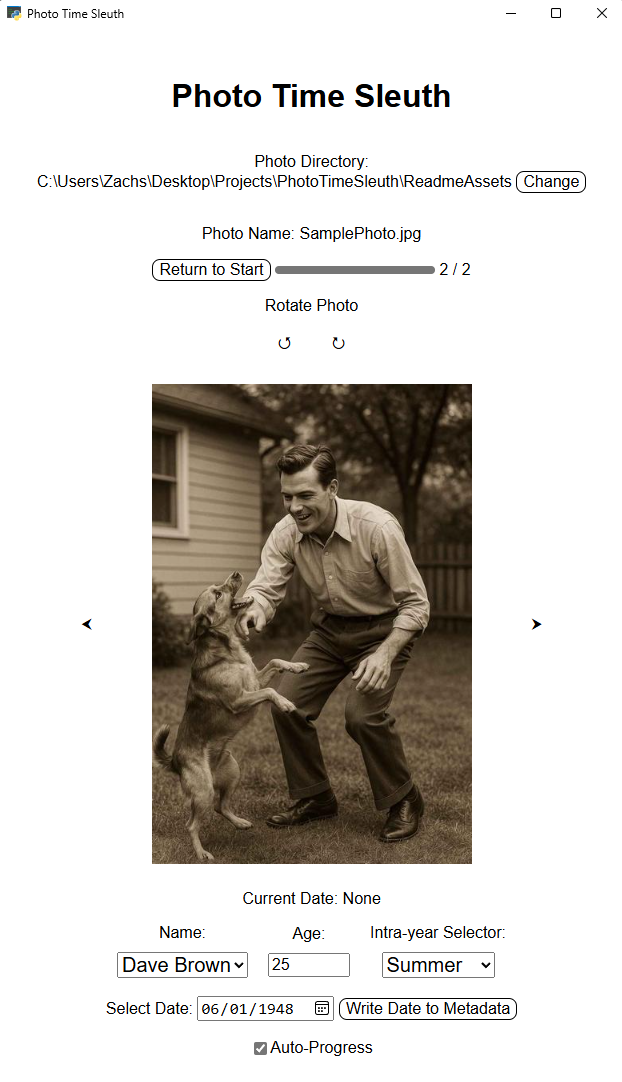 Photo Time Sleuth
Photo Time Sleuth
Photo Directory:
C:\Users\Zachs\Desktop\Projects\PhotoTimeSleuth\ReadmeAssets Change
Photo Name: SamplePhoto.jpg
Return to Start 2 / 2
Rotate Photo
Current Date: None
Name: Age: Intra-year Selector:
Dave Brown 25 Summer
Select Date: 06/01/1948 Write Date to Metadata
Auto-Progress